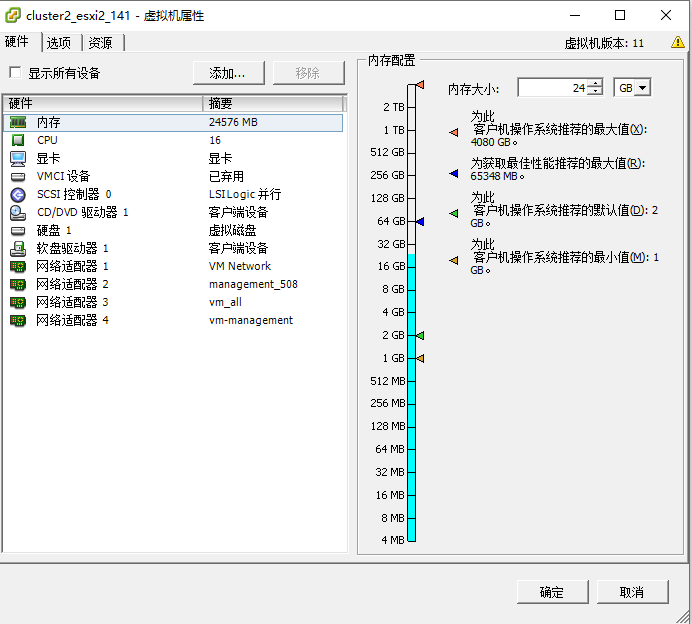 cluster2_esxi2_141 - 虚拟机属性
硬件 选项 资源
虚拟机版本: 11
显示所有设备 添加... 移除
硬件 摘要
内存 24576 MB
CPU 16
显卡 显卡
VMCI 设备 已弃用
SCSI 控制器 0 LSILogic 并行
CD/DVD 驱动器 1 客户端设备
硬盘 1 虚拟磁盘
软盘驱动器 1 客户端设备
网络适配器 1 VM Network
网络适配器 2 management_508
网络适配器 3 vm_all
网络适配器 4 vm-management
内存配置
内存大小: 24 GB
2 TB
1 TB
512 GB
256 GB
128 GB
64 GB
32 GB
16 GB
8 GB
4 GB
2 GB
1 GB
512 MB
256 MB
128 MB
64 MB
32 MB
16 MB
8 MB
4 MB
为此
客户机操作系统推荐的最大值(X):
4080 GB。
为获取最佳性能推荐的最大值(R):
65348 MB。
为此
客户机操作系统推荐的默认值(D): 2
GB。
为此
客户机操作系统推荐的最小值(M): 1
GB。
确定 取消